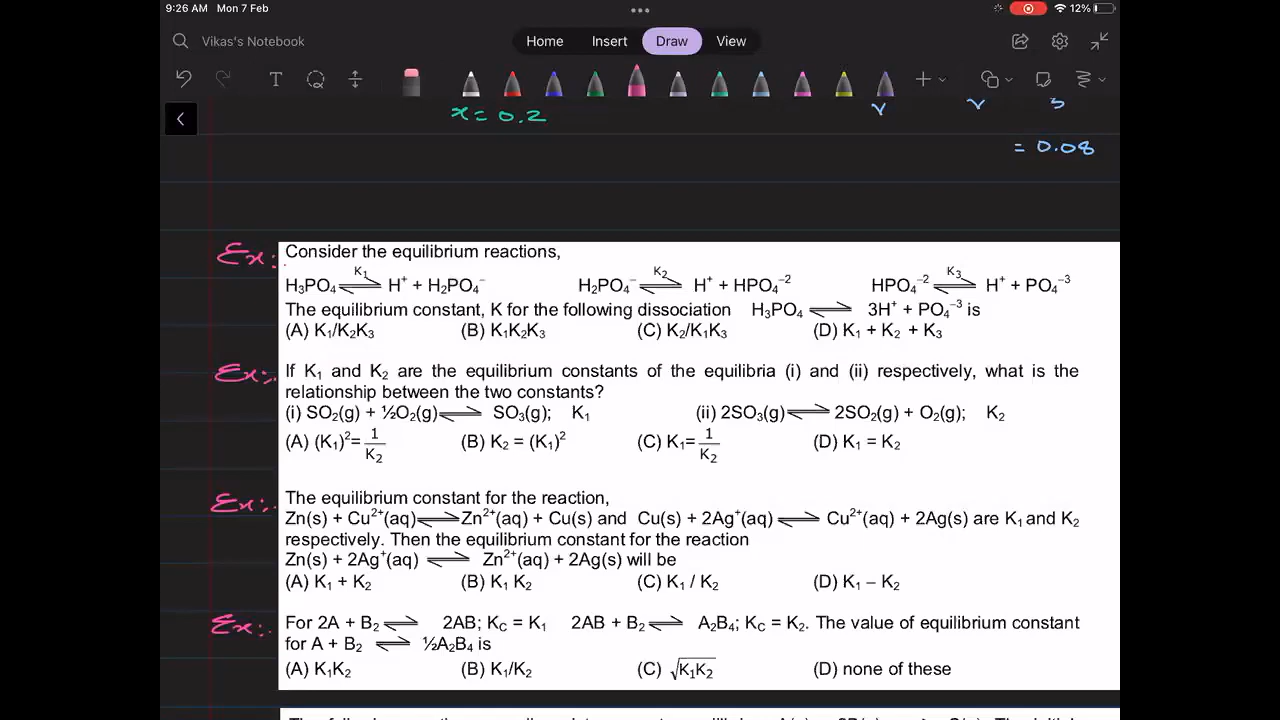 9:26 AM Mon 7 Feb
12%
Vikas's Notebook
Home Insert Draw View
x = 0.2
= 0.08
Ex:
Consider the equilibrium reactions,
H₃PO₄ ⇌ (K₁) H⁺ + H₂PO₄⁻ H₂PO₄⁻ ⇌ (K₂) H⁺ + HPO₄⁻² HPO₄⁻² ⇌ (K₃) H⁺ + PO₄⁻³
The equilibrium constant, K for the following dissociation H₃PO₄ ⇌ 3H⁺ + PO₄⁻³ is
(A) K₁/K₂K₃ (B) K₁K₂K₃ (C) K₂/K₁K₃ (D) K₁ + K₂ + K₃
Ex:
If K₁ and K₂ are the equilibrium constants of the equilibria (i) and (ii) respectively, what is the
relationship between the two constants?
(i) SO₂(g) + ½O₂(g) ⇌ SO₃(g); K₁ (ii) 2SO₃(g) ⇌ 2SO₂(g) + O₂(g); K₂
(A) (K₁)² = 1/K₂ (B) K₂ = (K₁)² (C) K₁ = 1/K₂ (D) K₁ = K₂
Ex:
The equilibrium constant for the reaction,
Zn(s) + Cu²⁺(aq) ⇌ Zn²⁺(aq) + Cu(s) and Cu(s) + 2Ag⁺(aq) ⇌ Cu²⁺(aq) + 2Ag(s) are K₁ and K₂
respectively. Then the equilibrium constant for the reaction
Zn(s) + 2Ag⁺(aq) ⇌ Zn²⁺(aq) + 2Ag(s) will be
(A) K₁ + K₂ (B) K₁ K₂ (C) K₁ / K₂ (D) K₁ – K₂
Ex:
For 2A + B₂ ⇌ 2AB; K_C = K₁ 2AB + B₂ ⇌ A₂B₄; K_C = K₂. The value of equilibrium constant
for A + B₂ ⇌ ½A₂B₄ is
(A) K₁K₂ (B) K₁/K₂ (C) √K₁K₂ (D) none of these